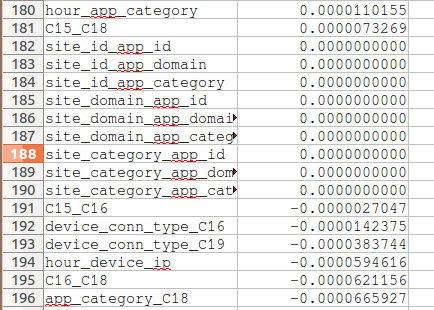 180 hour_app_category 0.0000110155
181 C15_C18 0.0000073269
182 site_id_app_id 0.0000000000
183 site_id_app_domain 0.0000000000
184 site_id_app_category 0.0000000000
185 site_domain_app_id 0.0000000000
186 site_domain_app_domai 0.0000000000
187 site_domain_app_categ 0.0000000000
188 site_category_app_id 0.0000000000
189 site_category_app_dom 0.0000000000
190 site_category_app_cat 0.0000000000
191 C15_C16 -0.0000027047
192 device_conn_type_C16 -0.0000142375
193 device_conn_type_C19 -0.0000383744
194 hour_device_ip -0.0000594616
195 C16_C18 -0.0000621156
196 app_category_C18 -0.0000665927